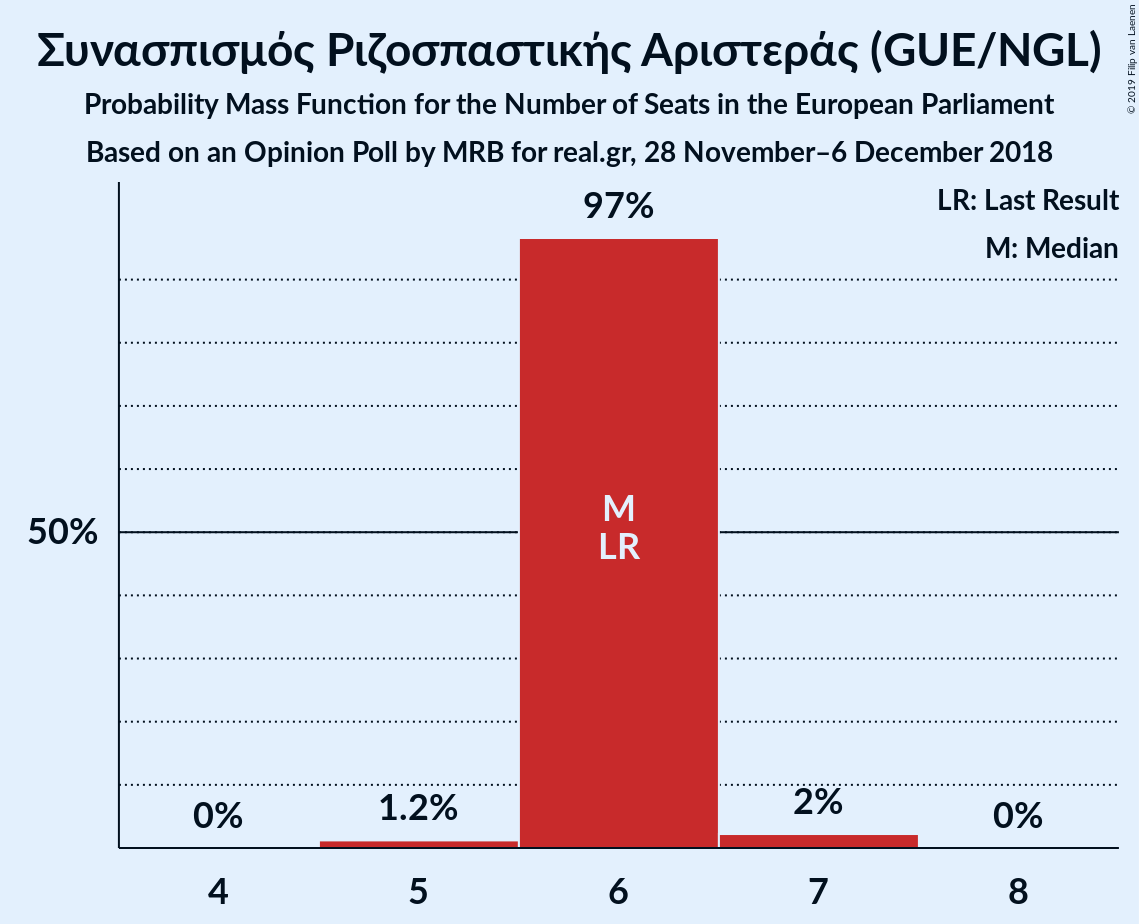 Συνασπισμός Ριζοσπαστικής Αριστεράς (GUE/NGL)
Probability Mass Function for the Number of Seats in the European Parliament
Based on an Opinion Poll by MRB for real.gr, 28 November–6 December 2018
© 2019 Filip van Laenen
LR: Last Result
M: Median
97%
50%
M
LR
0%
1.2%
2%
0%
4
5
6
7
8